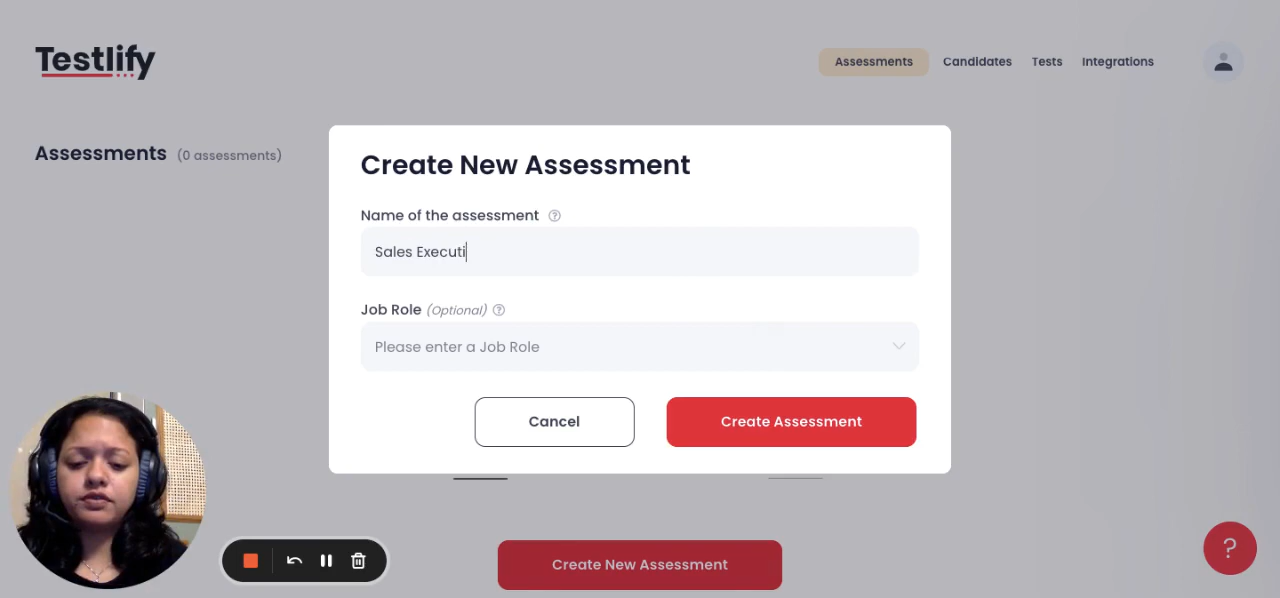 Testlify
Assessments Candidates Tests Integrations
Assessments (0 assessments)
Create New Assessment
Name of the assessment ?
Sales Executi
Job Role (Optional) ?
Please enter a Job Role
Cancel Create Assessment
Create New Assessment
?